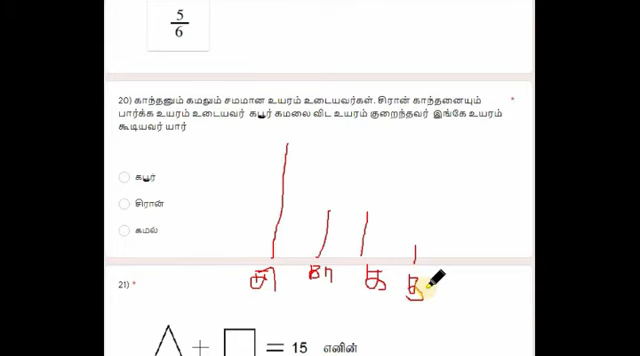 5
6
20) காந்தனும் கமலும் சமமான உயரம் உடையவர்கள். சிரான் காந்தனையும் *
பார்க்க உயரம் உடையவர் கபூர் கமலை விட உயரம் குறைந்தவர் இங்கே உயரம்
கூடியவர் யார்
கபூர்
சிரான்
கமல்
சி கா க
21) *
+ = 15 எனின்